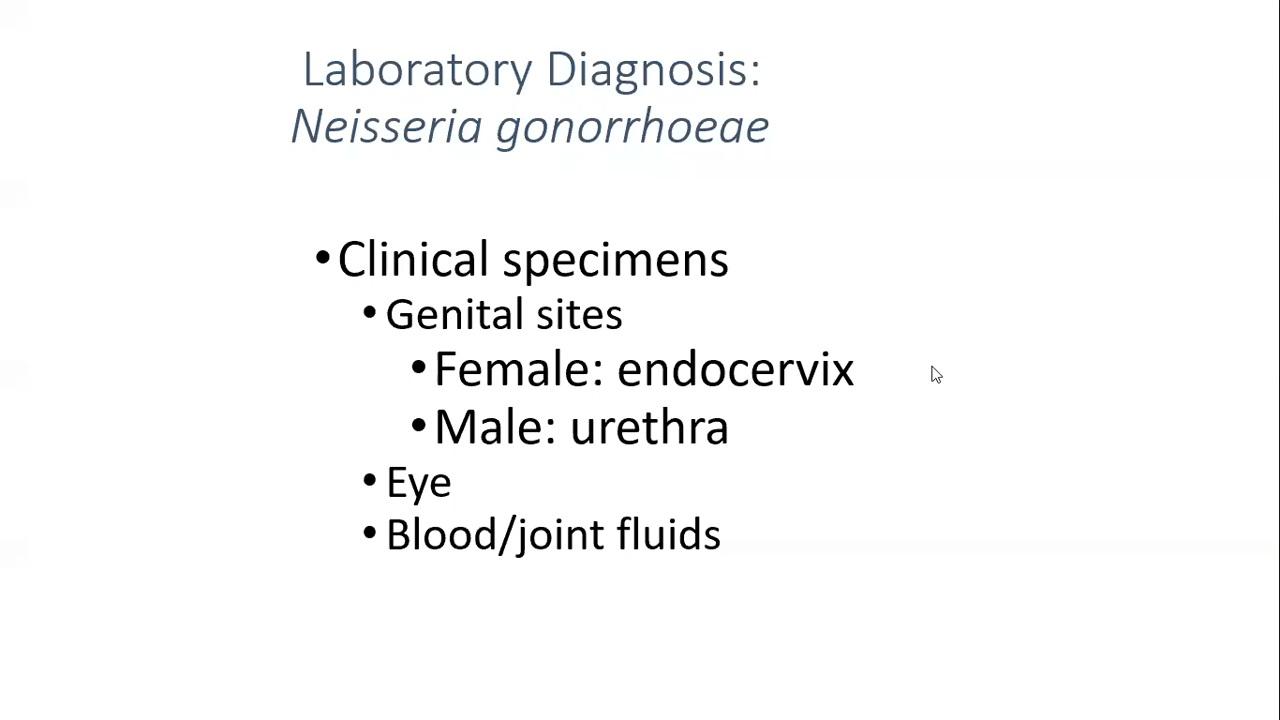 Laboratory Diagnosis:
Neisseria gonorrhoeae
•Clinical specimens
•Genital sites
•Female: endocervix
•Male: urethra
•Eye
•Blood/joint fluids